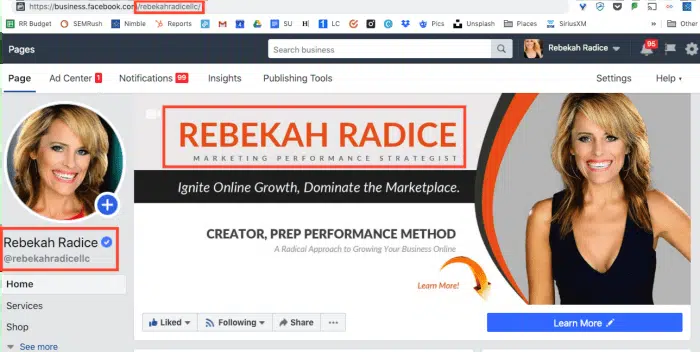 https://business.facebook.com/rebekahradicellc/
RR Budget SEMRush Nimble Reports SU LC Pics Unsplash Places SiriusXM » Other Bo
Pages Search business Rebekah Radice 95
Page Ad Center 1 Notifications 99 Insights Publishing Tools Settings Help
REBEKAH RADICE
MARKETING PERFORMANCE STRATEGIST
Ignite Online Growth, Dominate the Marketplace.
CREATOR, PREP PERFORMANCE METHOD
A Radical Approach to Growing Your Business Online
Learn More!
Rebekah Radice
@rebekahradicellc
Home
Services
Shop
See more
Liked Following Share ... Learn More